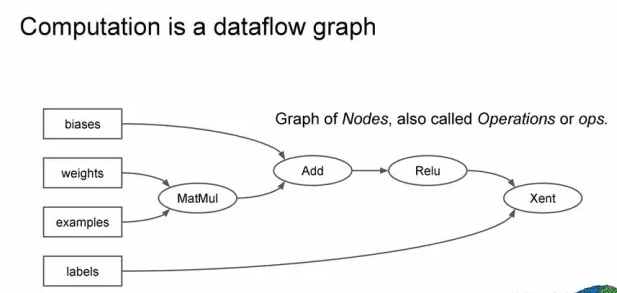 Computation is a dataflow graph
Graph of Nodes, also called Operations or ops.
biases
weights
examples
labels
MatMul
Add
Relu
Xent